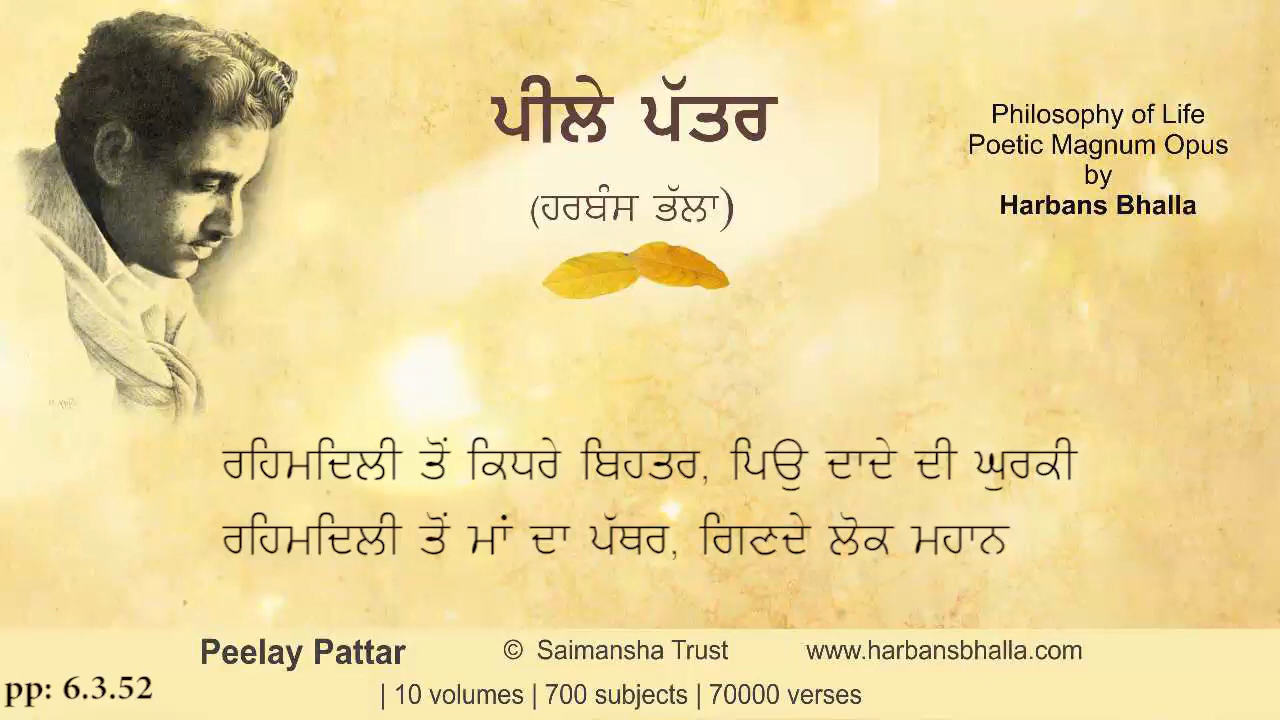 ਪੀਲੇ ਪੱਤਰ
(ਹਰਬੰਸ ਭੱਲਾ)
Philosophy of Life
Poetic Magnum Opus
by
Harbans Bhalla
ਰਹਿਮਦਿਲੀ ਤੋਂ ਕਿਧਰੇ ਬਿਹਤਰ, ਪਿਉ ਦਾਦੇ ਦੀ ਘੁਰਕੀ
ਰਹਿਮਦਿਲੀ ਤੋਂ ਮਾਂ ਦਾ ਪੱਥਰ, ਗਿਣਦੇ ਲੋਕ ਮਹਾਨ
Peelay Pattar © Saimansha Trust www.harbansbhalla.com
pp: 6.3.52 | 10 volumes | 700 subjects | 70000 verses